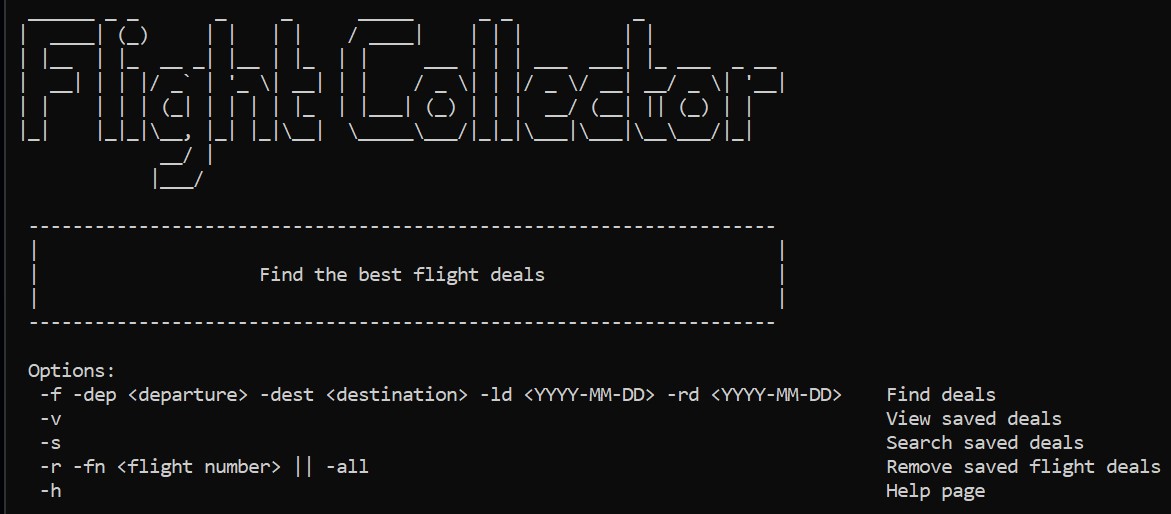 Flight Collector
Find the best flight deals
Options:
-f -dep <departure> -dest <destination> -ld <YYYY-MM-DD> -rd <YYYY-MM-DD> Find deals
-v View saved deals
-s Search saved deals
-r -fn <flight number> || -all Remove saved flight deals
-h Help page